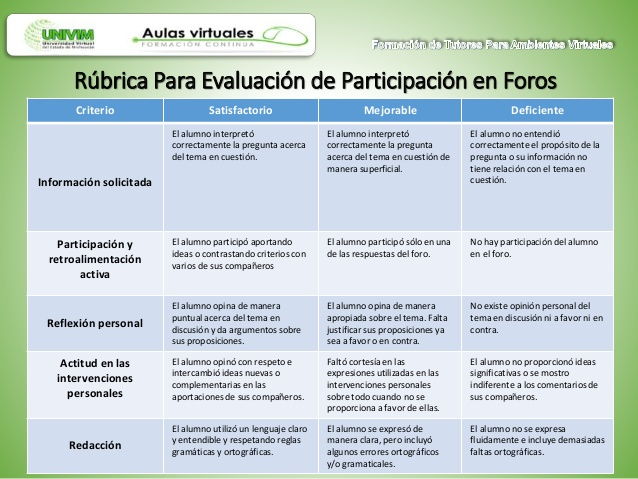 UNIVIM
Universidad Virtual
del Estado de Michoacán
Aulas virtuales
FORMACIÓN CONTINUA
Formación de Tutores Para Ambientes Virtuales
Rúbrica Para Evaluación de Participación en Foros
Criterio Satisfactorio Mejorable Deficiente
Información solicitada
El alumno interpretó
correctamente la pregunta acerca
del tema en cuestión.
El alumno interpretó
correctamente la pregunta
acerca del tema en cuestión de
manera superficial.
El alumno no entendió
correctamente el propósito de la
pregunta o su información no
tiene relación con el tema en
cuestión.
Participación y
retroalimentación
activa
El alumno participó aportando
ideas o contrastando criterios con
varios de sus compañeros
El alumno participó sólo en una
de las respuestas del foro.
No hay participación del alumno
en el foro.
Reflexión personal
El alumno opina de manera
puntual acerca del tema en
discusión y da argumentos sobre
sus proposiciones.
El alumno opina de manera
apropiada sobre el tema. Falta
justificar sus proposiciones ya
sea a favor o en contra.
No existe opinión personal del
tema en discusión ni a favor ni en
contra.
Actitud en las
intervenciones
personales
El alumno opinó con respeto e
intercambió ideas nuevas o
complementarias en las
aportaciones de sus compañeros.
Faltó cortesía en las
expresiones utilizadas en las
intervenciones personales
sobre todo cuando no se
proporciona a favor de ellas.
El alumno no proporcionó ideas
significativas o se mostro
indiferente a los comentarios de
sus compañeros.
Redacción
El alumno utilizó un lenguaje claro
y entendible y respetando reglas
gramáticas y ortográficas.
El alumno se expresó de
manera clara, pero incluyó
algunos errores ortográficos
y/o gramaticales.
El alumno no se expresa
fluidamente e incluye demasiadas
faltas ortográficas.